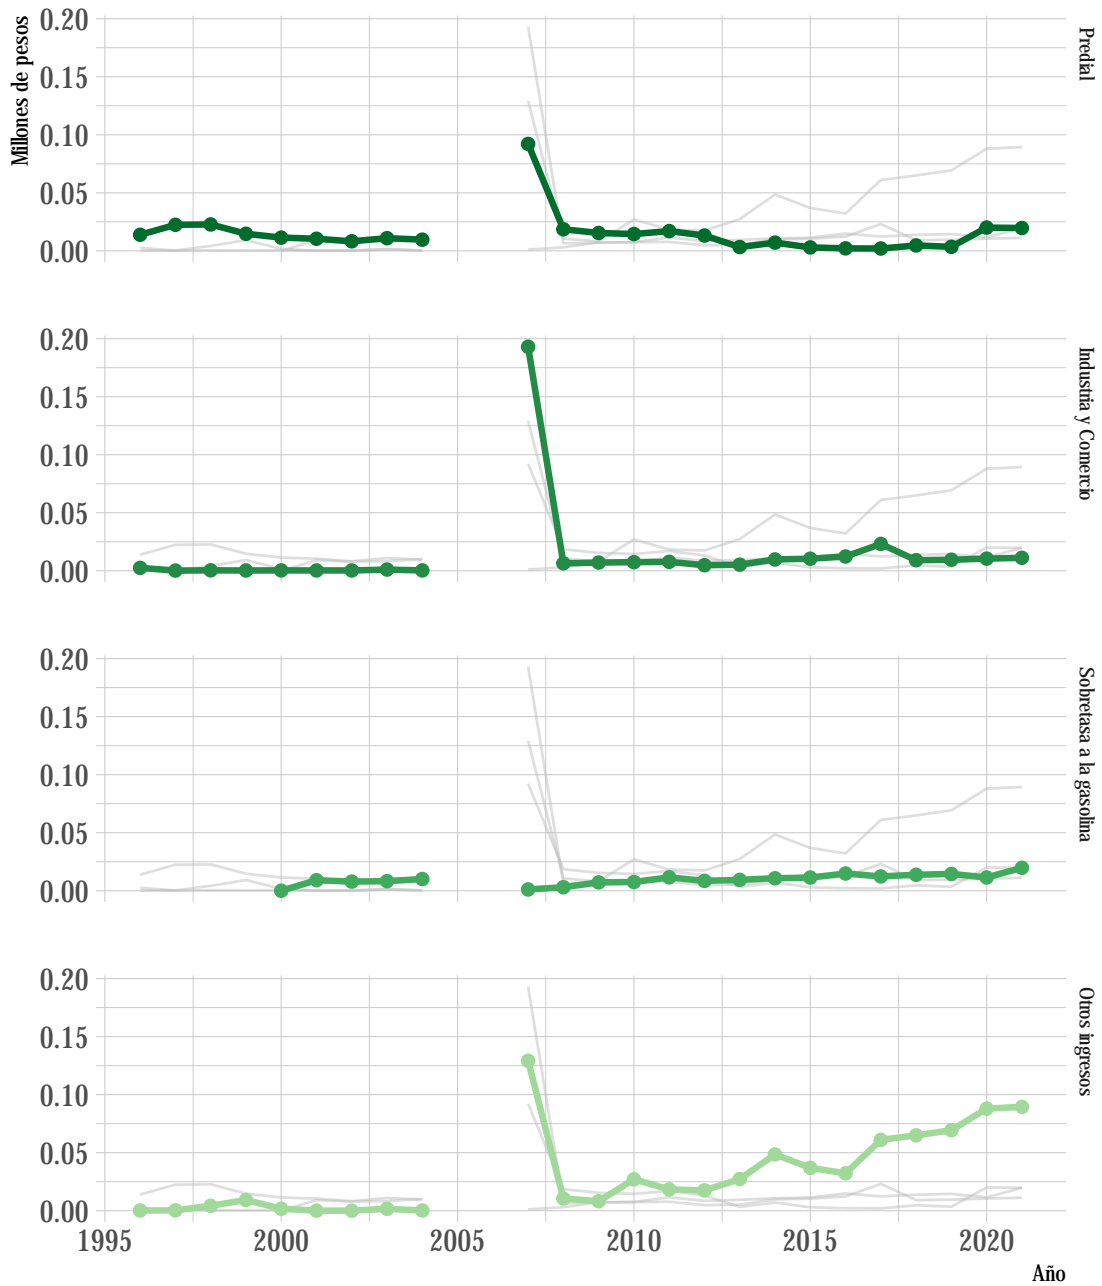 Millones de pesos
0.20
0.15
0.10
0.05
0.00
Predial
0.20
0.15
0.10
0.05
0.00
Industria y Comercio
0.20
0.15
0.10
0.05
0.00
Sobretasa a la gasolina
0.20
0.15
0.10
0.05
0.00
Otros ingresos
1995 2000 2005 2010 2015 2020
Año